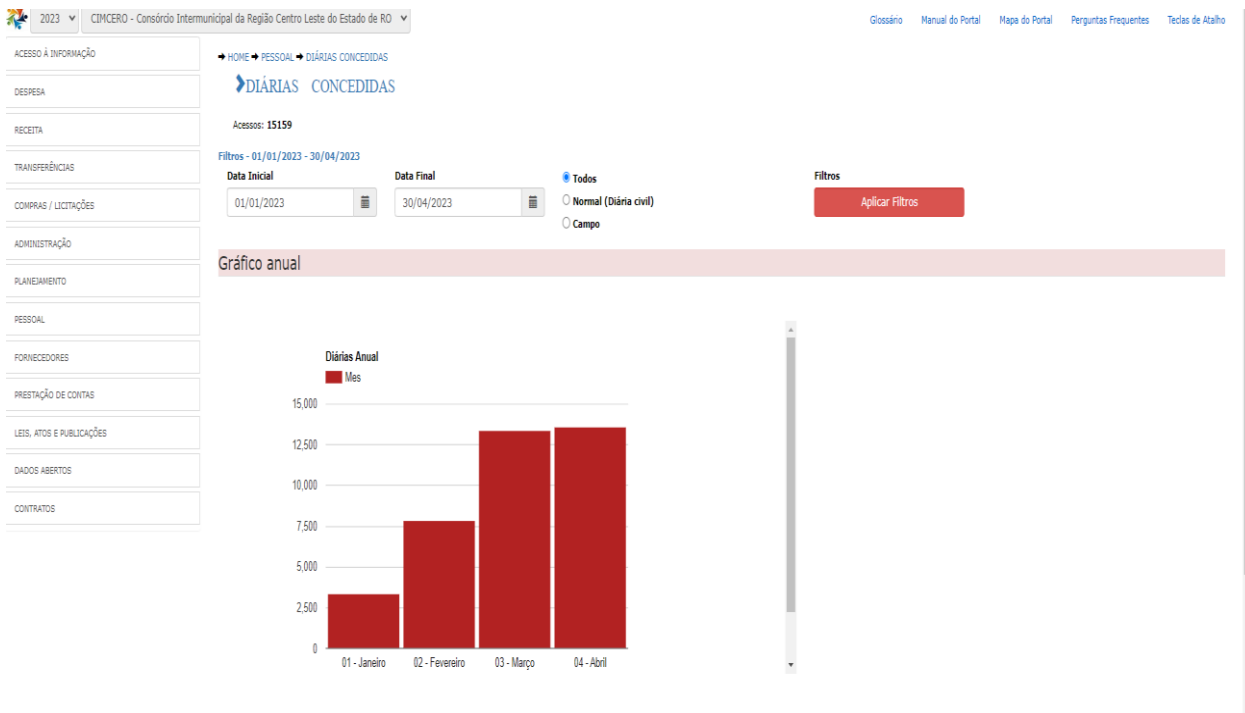 2023 CIMCERO - Consórcio Intermunicipal da Região Centro Leste do Estado de RO Glossário Manual do Portal Mapa do Portal Perguntas Frequentes Teclas de Atalho
ACESSO À INFORMAÇÃO
DESPESA
RECEITA
TRANSFERÊNCIAS
COMPRAS / LICITAÇÕES
ADMINISTRAÇÃO
PLANEJAMENTO
PESSOAL
FORNECEDORES
PRESTAÇÃO DE CONTAS
LEIS, ATOS E PUBLICAÇÕES
DADOS ABERTOS
CONTRATOS
HOME PESSOAL DIÁRIAS CONCEDIDAS
DIÁRIAS CONCEDIDAS
Acessos: 15159
Filtros - 01/01/2023 - 30/04/2023
Data Inicial Data Final Todos Filtros
01/01/2023 30/04/2023 Normal (Diária civil) Aplicar Filtros
Campo
Gráfico anual
Diárias Anual
Mes
15,000
12,500
10,000
7,500
5,000
2,500
0
01 - Janeiro 02 - Fevereiro 03 - Março 04 - Abril